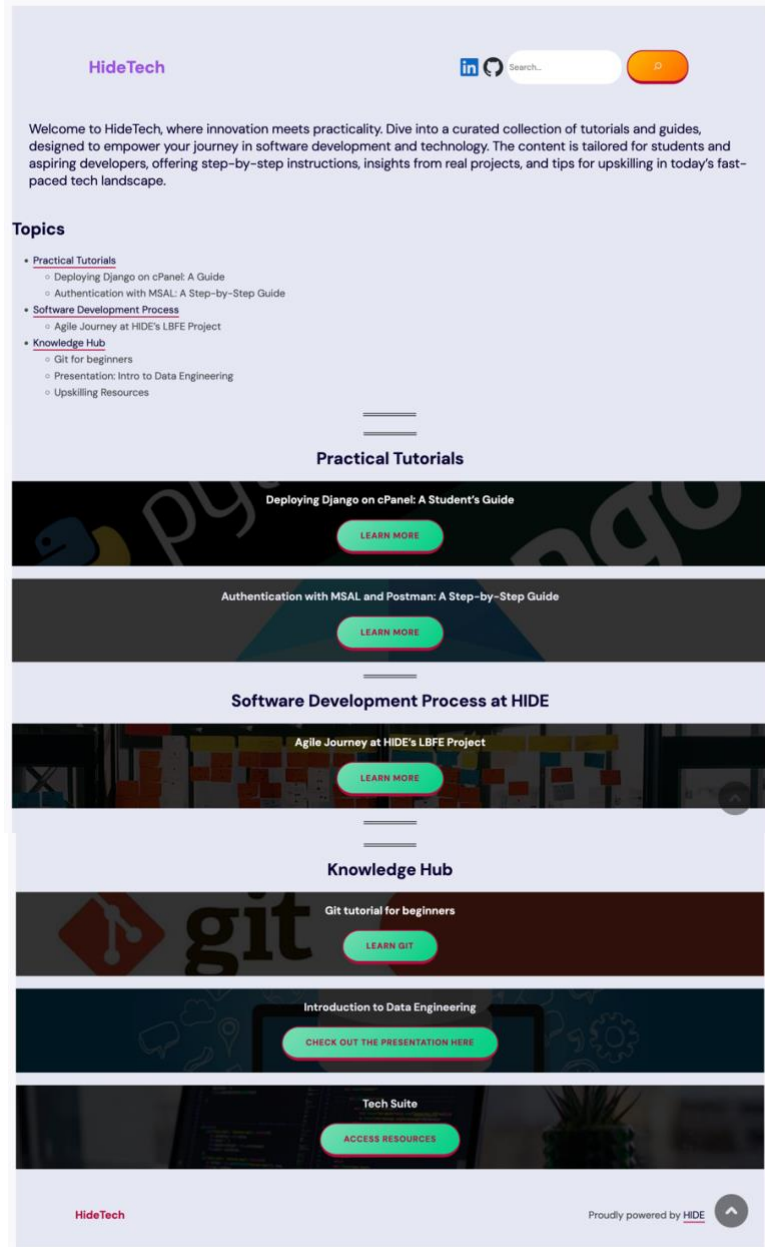 HideTech
in
Search...
Welcome to HideTech, where innovation meets practicality. Dive into a curated collection of tutorials and guides,
designed to empower your journey in software development and technology. The content is tailored for students and
aspiring developers, offering step-by-step instructions, insights from real projects, and tips for upskilling in today's fast-
paced tech landscape.
Topics
Practical Tutorials
Deploying Django on cPanel: A Guide
Authentication with MSAL: A Step-by-Step Guide
Software Development Process
Agile Journey at HIDE's LBFE Project
Knowledge Hub
Git for beginners
Presentation: Intro to Data Engineering
Upskilling Resources
Practical Tutorials
Deploying Django on cPanel: A Student's Guide
LEARN MORE
Authentication with MSAL and Postman: A Step-by-Step Guide
LEARN MORE
Software Development Process at HIDE
Agile Journey at HIDE's LBFE Project
LEARN MORE
Knowledge Hub
Git tutorial for beginners
git
LEARN GIT
Introduction to Data Engineering
CHECK OUT THE PRESENTATION HERE
Tech Suite
ACCESS RESOURCES
HideTech
Proudly powered by HIDE